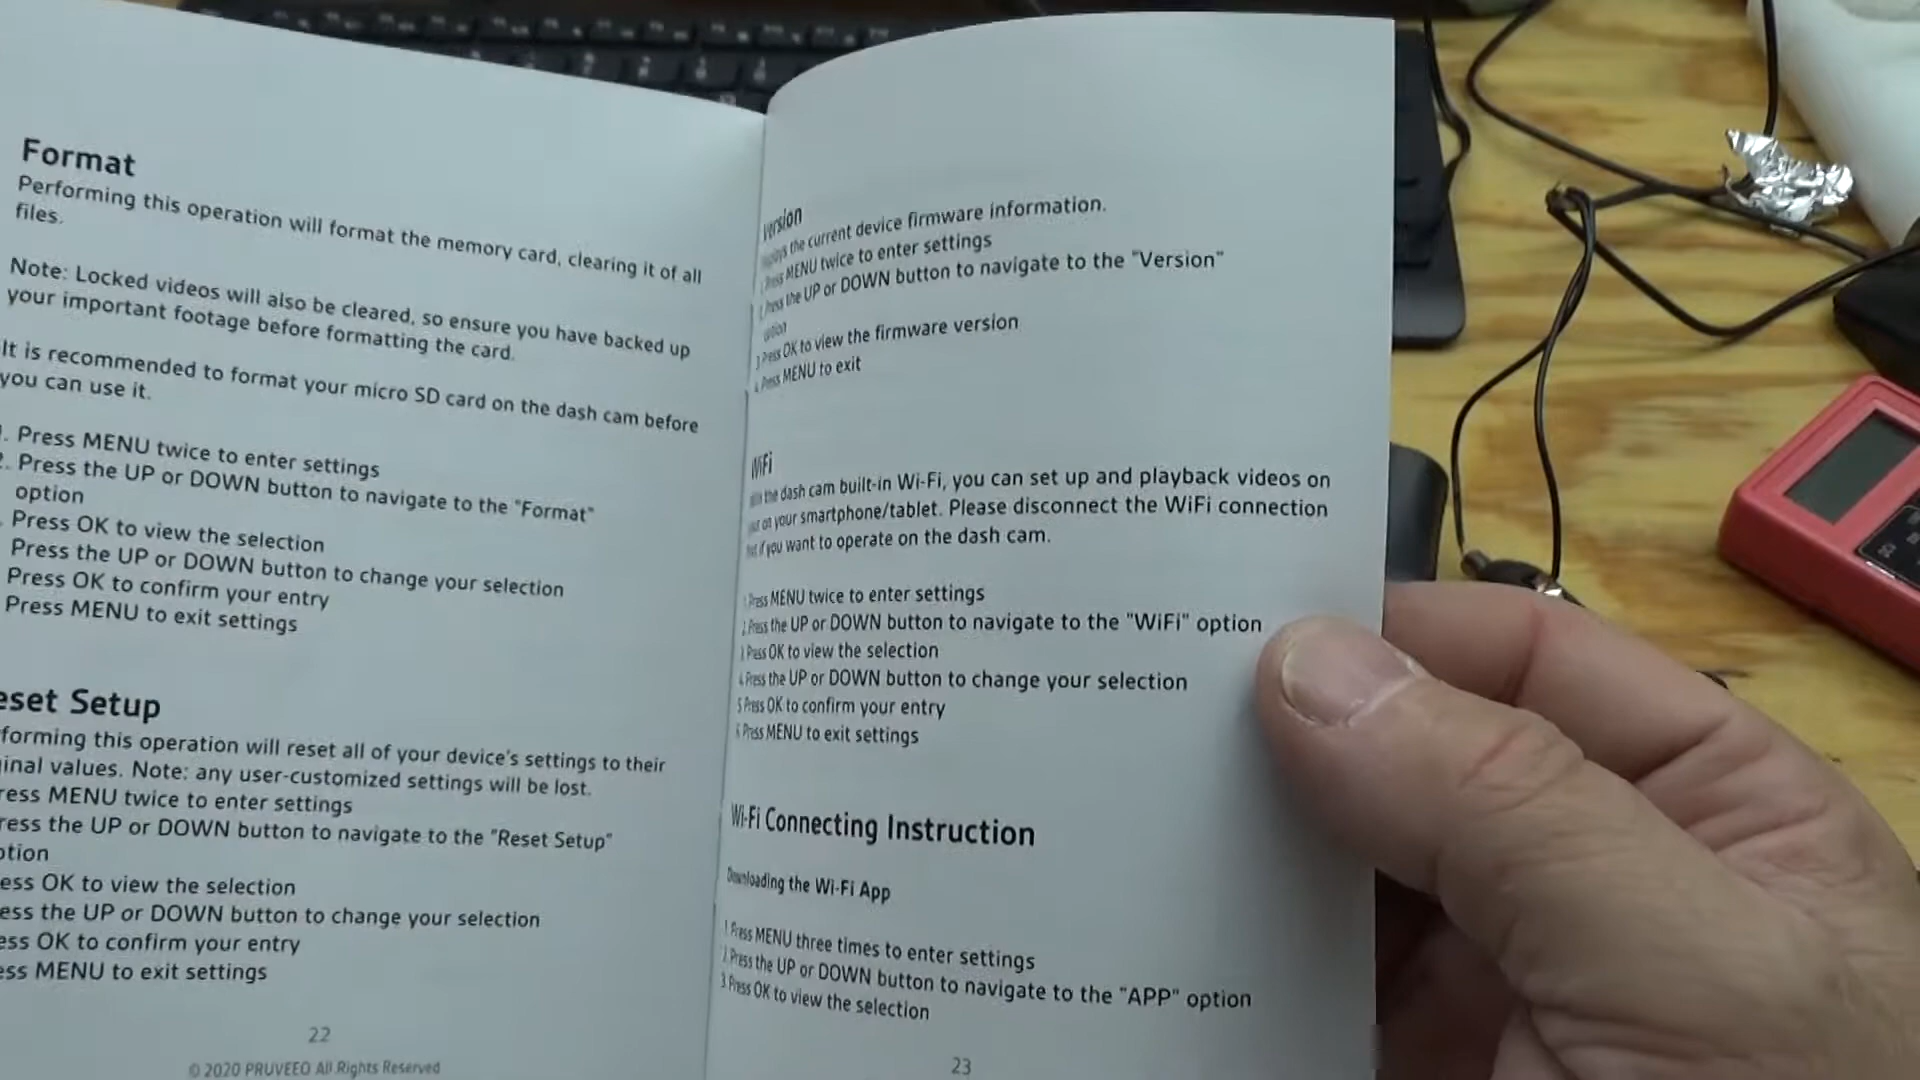 Format
Performing this operation will format the memory card, clearing it of all
files.
Note: Locked videos will also be cleared, so ensure you have backed up
your important footage before formatting the card.
It is recommended to format your micro SD card on the dash cam before
you can use it.
1. Press MENU twice to enter settings
2. Press the UP or DOWN button to navigate to the "Format"
option
. Press OK to view the selection
Press the UP or DOWN button to change your selection
Press OK to confirm your entry
Press MENU to exit settings
eset Setup
forming this operation will reset all of your device's settings to their
inal values. Note: any user-customized settings will be lost.
ress MENU twice to enter settings
ress the UP or DOWN button to navigate to the "Reset Setup"
ption
ess OK to view the selection
ess the UP or DOWN button to change your selection
ess OK to confirm your entry
ess MENU to exit settings
22
© 2020 PRUVEEO All Rights Reserved
Version
the current device firmware information.
Press MENU twice to enter settings
2. Press the UP or DOWN button to navigate to the "Version"
option
3. Press OK to view the firmware version
4. Press MENU to exit
WiFi
the dash cam built-in Wi-Fi, you can set up and playback videos on
on your smartphone/tablet. Please disconnect the WiFi connection
if you want to operate on the dash cam.
1. Press MENU twice to enter settings
2. Press the UP or DOWN button to navigate to the "WiFi" option
3. Press OK to view the selection
4. Press the UP or DOWN button to change your selection
5. Press OK to confirm your entry
6. Press MENU to exit settings
Wi-Fi Connecting Instruction
Downloading the Wi-Fi App
1. Press MENU three times to enter settings
2. Press the UP or DOWN button to navigate to the "APP" option
3. Press OK to view the selection
23